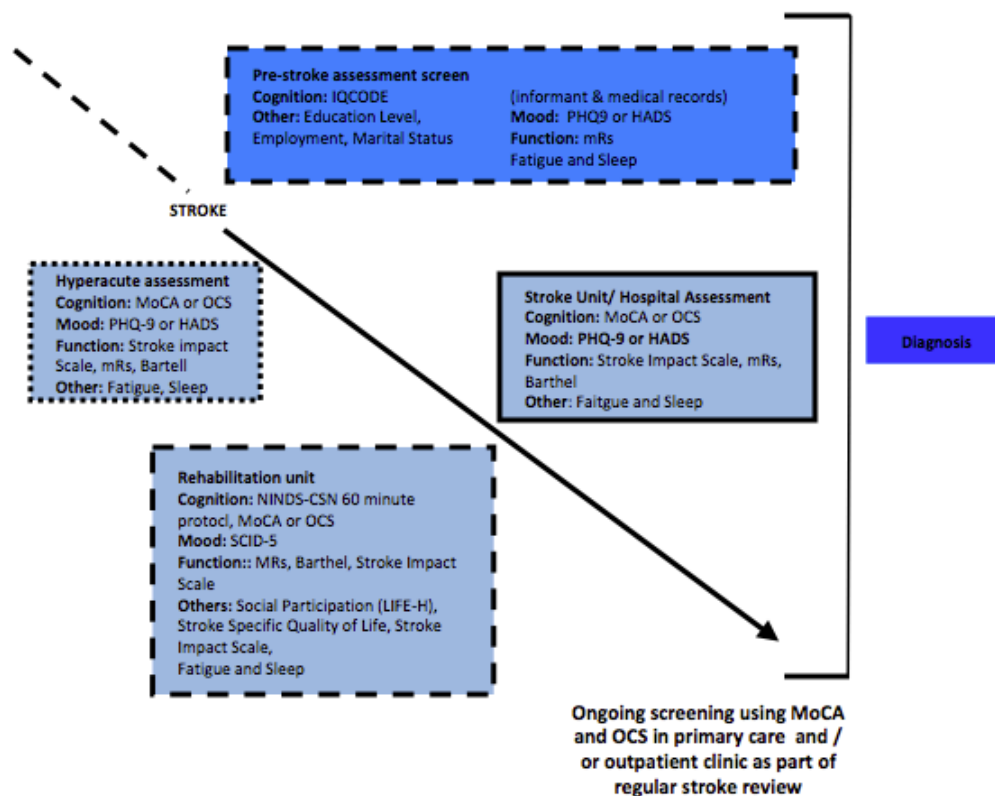 Pre-stroke assessment screen
Cognition: IQCODE (informant & medical records)
Other: Education Level, Mood: PHQ9 or HADS
Employment, Marital Status Function: mRs
Fatigue and Sleep
STROKE
Hyperacute assessment
Cognition: MoCA or OCS
Mood: PHQ-9 or HADS
Function: Stroke impact
Scale, mRs, Bartell
Other: Fatigue, Sleep
Stroke Unit/ Hospital Assessment
Cognition: MoCA or OCS
Mood: PHQ-9 or HADS
Function: Stroke Impact Scale, mRs,
Barthel
Other: Faitgue and Sleep
Diagnosis
Rehabilitation unit
Cognition: NINDS-CSN 60 minute
protocl, MoCA or OCS
Mood: SCID-5
Function:: MRs, Barthel, Stroke Impact
Scale
Others: Social Participation (LIFE-H),
Stroke Specific Quality of Life, Stroke
Impact Scale,
Fatigue and Sleep
Ongoing screening using MoCA
and OCS in primary care and /
or outpatient clinic as part of
regular stroke review